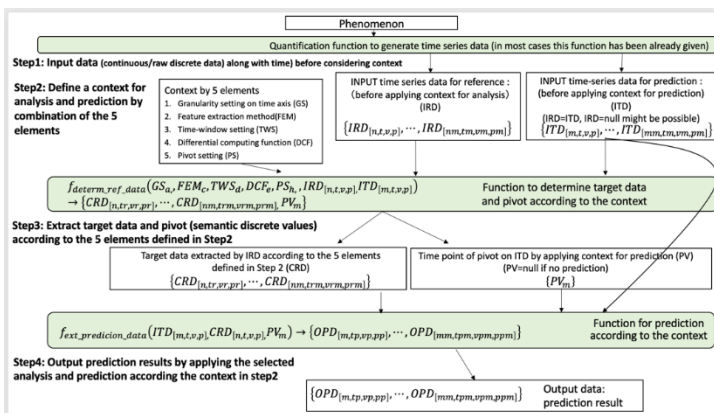 Phenomenon
Quantification function to generate time series data (in most cases this function has been already given)
Step1: Input data (continuous/raw discrete data) along with time) before considering context
Step2: Define a context for
analysis and prediction by
combination of the 5
elements
Context by 5 elements
1. Granularity setting on time axis (GS)
2. Feature extraction method(FEM)
3. Time-window setting (TWS)
4. Differential computing function (DCF)
5. Pivot setting (PS)
INPUT time series data for reference :
(before applying context for analysis)
(IRD)
{IRD[n,t,v,p], ⋯ , IRD[nm,tm,vm,pm]}
INPUT time-series data for prediction :
(before applying context for prediction)
(ITD)
(IRD=ITD, IRD=null might be possible)
{ITD[m,t,v,p], ⋯ , ITD[mm,tm,vm,pm]}
f_determ_ref_data(GSa, FEMc, TWSd, DCFe, PSh, IRD[n,t,v,p], ITD[m,t,v,p])
→ {CRD[n,tr,vr,pr], ⋯ , CRD[nm,trm,vrm,prm], PVm}
Function to determine target data
and pivot according to the context
Step3: Extract target data and pivot (semantic discrete values)
according to the 5 elements defined in Step2
Target data extracted by IRD according to the 5 elements
defined in Step 2 (CRD)
{CRD[n,tr,vr,pr], ⋯ , CRD[nm,trm,vrm,prm]}
Time point of pivot on ITD by applying context for prediction (PV)
(PV=null if no prediction)
{PVm}
f_ext_predicion_data(ITD[m,t,v,p], CRD[n,t,v,p], PVm) → {OPD[m,tp,vp,pp], ⋯ , OPD[mm,tpm,vpm,ppm]}
Function for prediction
according to the context
Step4: Output prediction results by applying the selected
analysis and prediction according the context in step2
{OPD[m,tp,vp,pp], ⋯ , OPD[mm,tpm,vpm,ppm]}
Output data:
prediction result